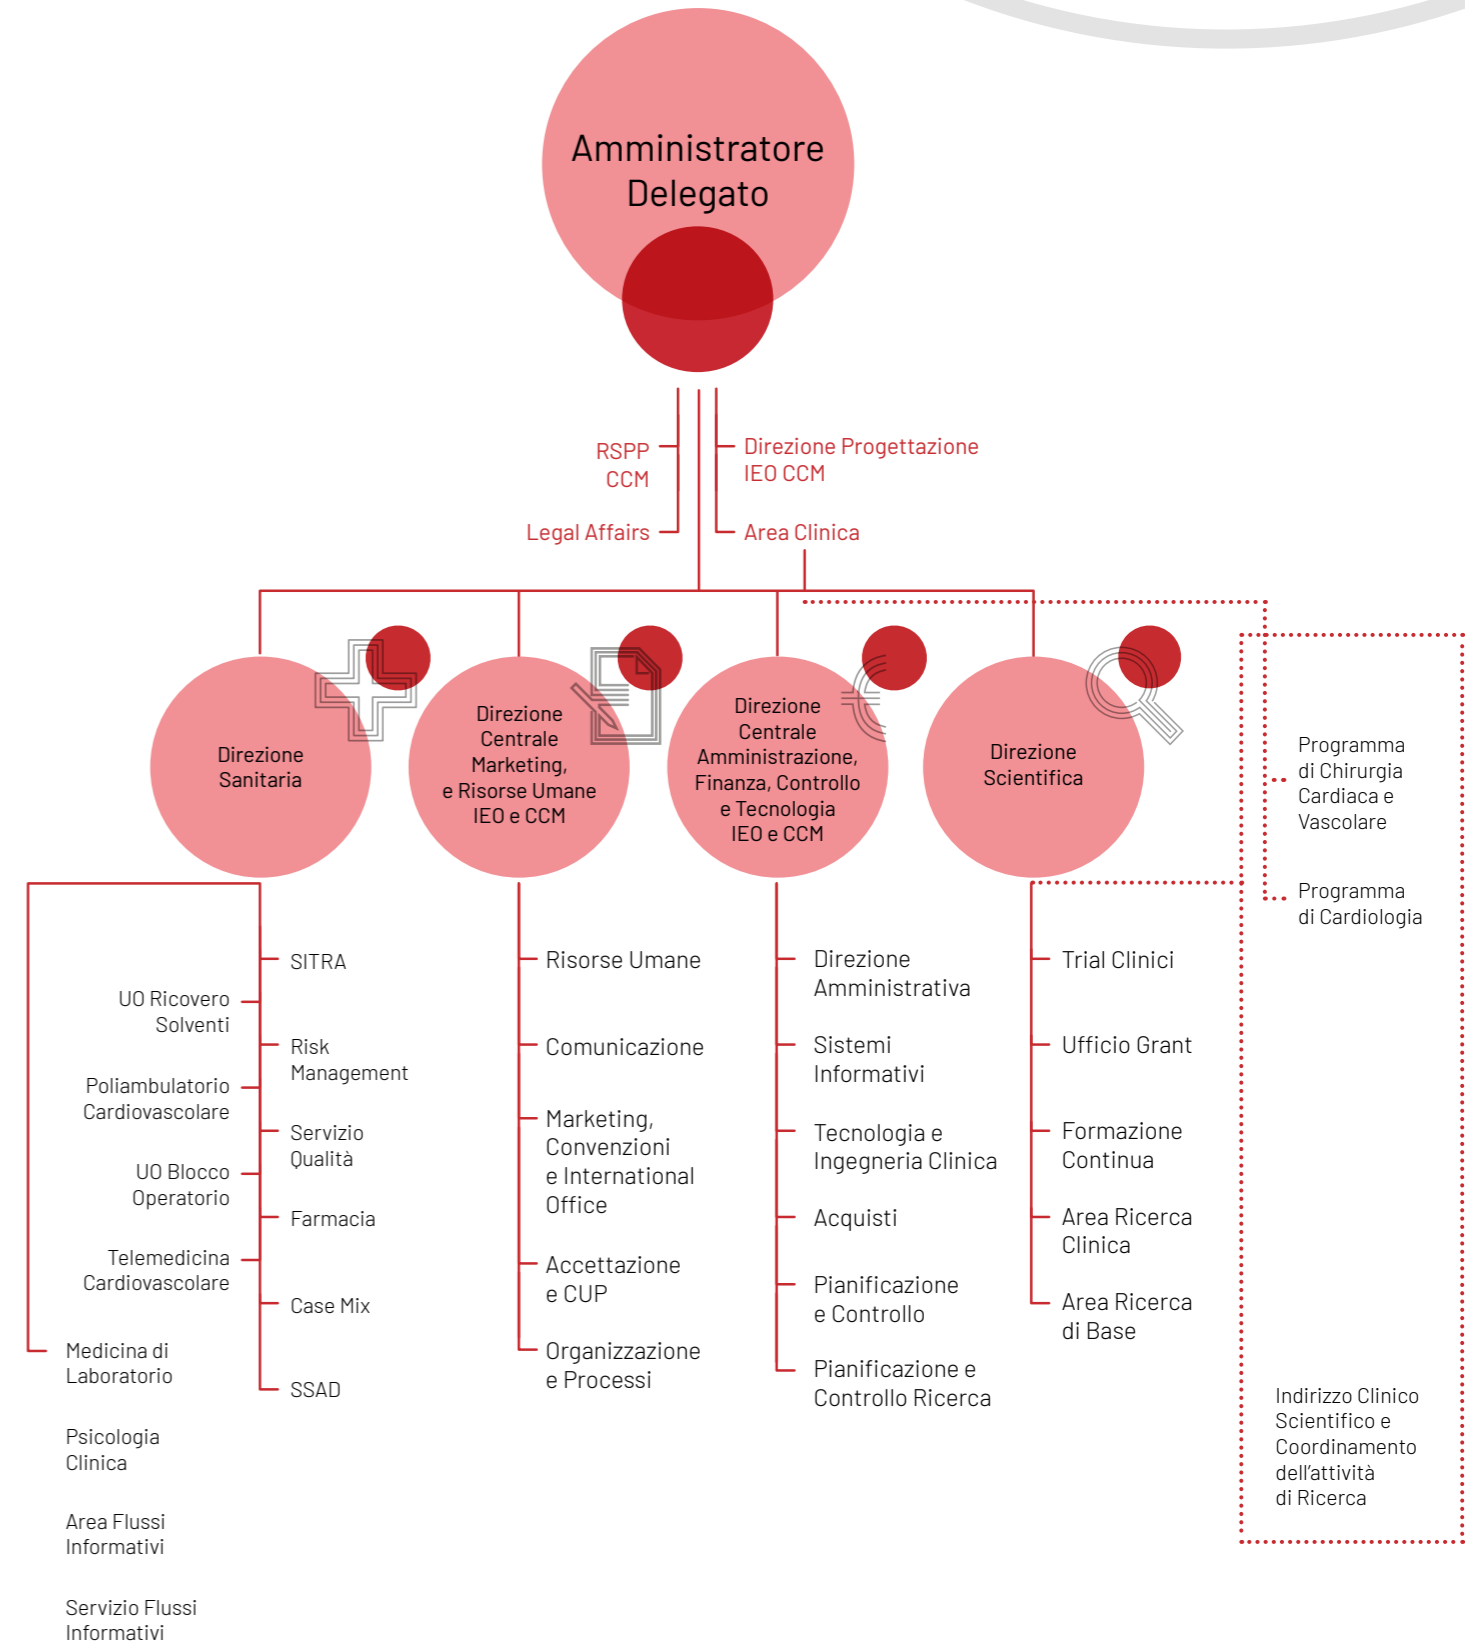 Amministratore
Delegato
RSPP
CCM
Legal Affairs
Direzione Progettazione
IEO CCM
Area Clinica
Direzione
Sanitaria
Direzione
Centrale
Marketing,
e Risorse Umane
IEO e CCM
Direzione
Centrale
Amministrazione,
Finanza, Controllo
e Tecnologia
IEO e CCM
Direzione
Scientifica
Programma
di Chirurgia
Cardiaca e
Vascolare
Programma
di Cardiologia
UO Ricovero
Solventi
Poliambulatorio
Cardiovascolare
UO Blocco
Operatorio
Telemedicina
Cardiovascolare
Medicina di
Laboratorio
Psicologia
Clinica
Area Flussi
Informativi
Servizio Flussi
Informativi
SITRA
Risk
Management
Servizio
Qualità
Farmacia
Case Mix
SSAD
Risorse Umane
Comunicazione
Marketing,
Convenzioni
e International
Office
Accettazione
e CUP
Organizzazione
e Processi
Direzione
Amministrativa
Sistemi
Informativi
Tecnologia e
Ingegneria Clinica
Acquisti
Pianificazione
e Controllo
Pianificazione e
Controllo Ricerca
Trial Clinici
Ufficio Grant
Formazione
Continua
Area Ricerca
Clinica
Area Ricerca
di Base
Indirizzo Clinico
Scientifico e
Coordinamento
dell'attività
di Ricerca